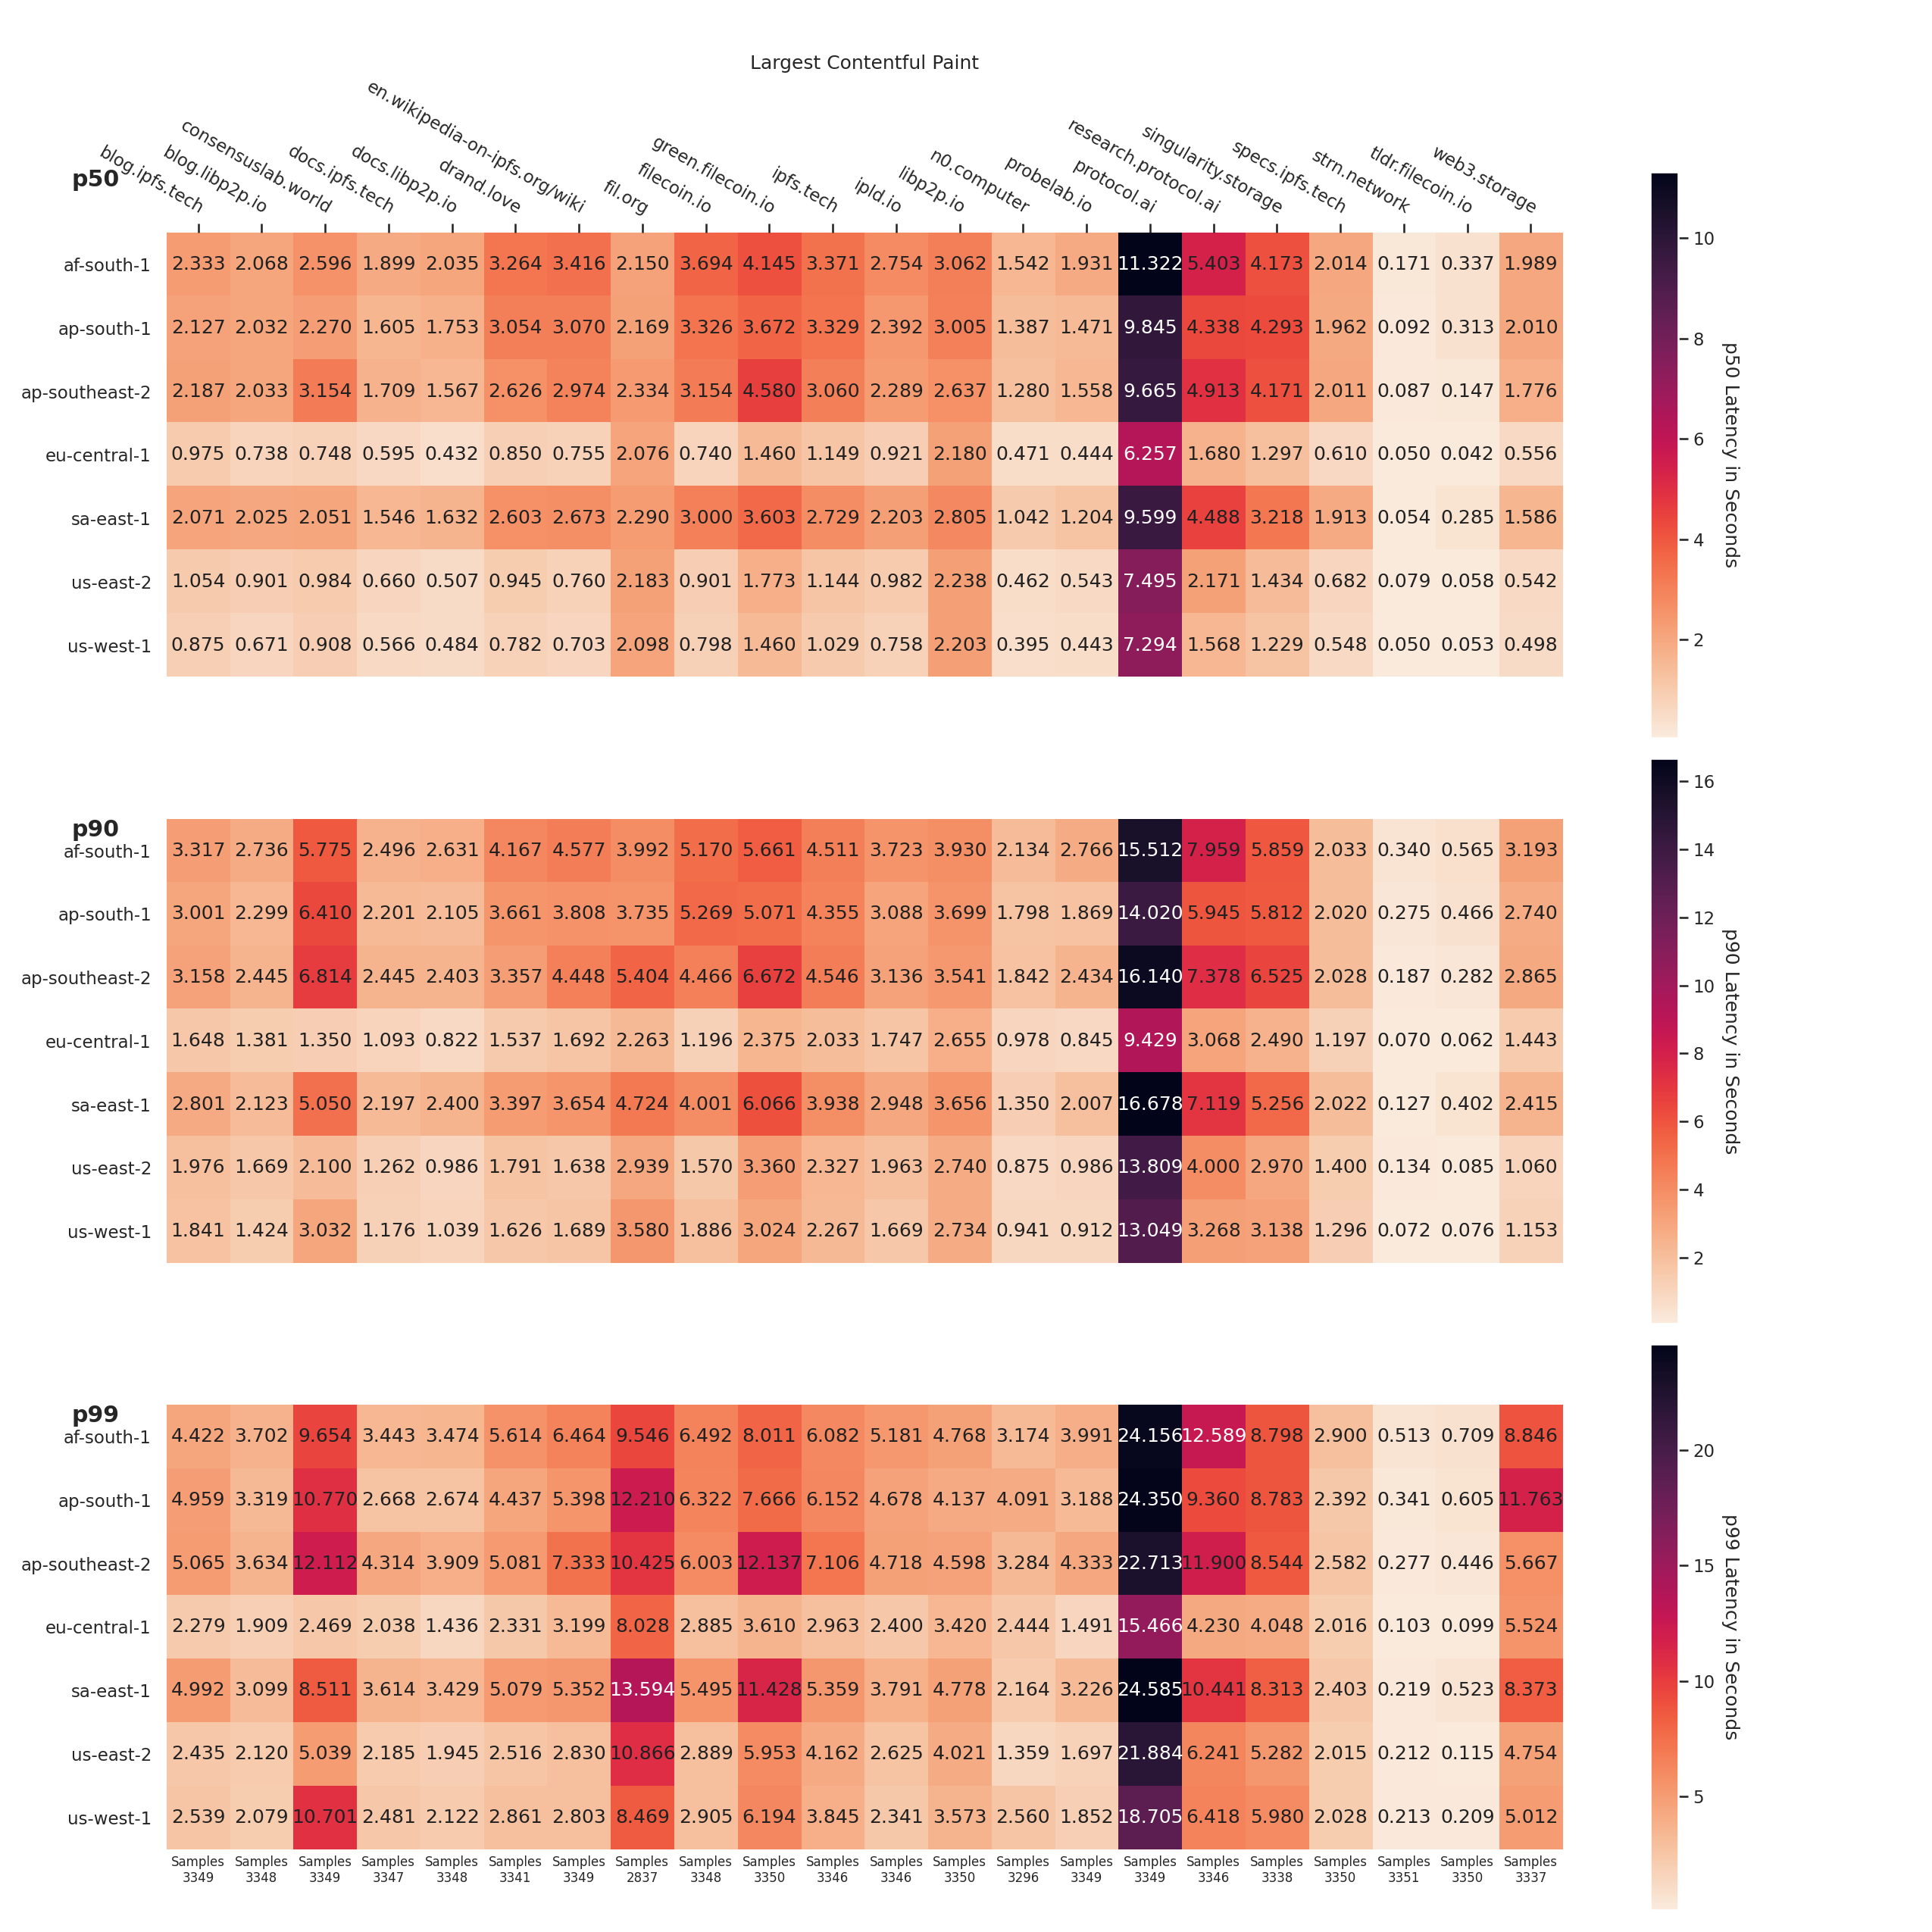 Largest Contentful Paint
p50
blog.ipfs.tech
blog.libp2p.io
consensuslab.world
docs.ipfs.tech
docs.libp2p.io
drand.love
en.wikipedia-on-ipfs.org/wiki
fil.org
filecoin.io
green.filecoin.io
ipfs.tech
ipld.io
libp2p.io
n0.computer
probelab.io
protocol.ai
research.protocol.ai
singularity.storage
specs.ipfs.tech
strn.network
tldr.filecoin.io
web3.storage
af-south-1 2.333 2.068 2.596 1.899 2.035 3.264 3.416 2.150 3.694 4.145 3.371 2.754 3.062 1.542 1.931 11.322 5.403 4.173 2.014 0.171 0.337 1.989
ap-south-1 2.127 2.032 2.270 1.605 1.753 3.054 3.070 2.169 3.326 3.672 3.329 2.392 3.005 1.387 1.471 9.845 4.338 4.293 1.962 0.092 0.313 2.010
ap-southeast-2 2.187 2.033 3.154 1.709 1.567 2.626 2.974 2.334 3.154 4.580 3.060 2.289 2.637 1.280 1.558 9.665 4.913 4.171 2.011 0.087 0.147 1.776
eu-central-1 0.975 0.738 0.748 0.595 0.432 0.850 0.755 2.076 0.740 1.460 1.149 0.921 2.180 0.471 0.444 6.257 1.680 1.297 0.610 0.050 0.042 0.556
sa-east-1 2.071 2.025 2.051 1.546 1.632 2.603 2.673 2.290 3.000 3.603 2.729 2.203 2.805 1.042 1.204 9.599 4.488 3.218 1.913 0.054 0.285 1.586
us-east-2 1.054 0.901 0.984 0.660 0.507 0.945 0.760 2.183 0.901 1.773 1.144 0.982 2.238 0.462 0.543 7.495 2.171 1.434 0.682 0.079 0.058 0.542
us-west-1 0.875 0.671 0.908 0.566 0.484 0.782 0.703 2.098 0.798 1.460 1.029 0.758 2.203 0.395 0.443 7.294 1.568 1.229 0.548 0.050 0.053 0.498
10
8
6
4
2
p50 Latency in Seconds
p90
af-south-1 3.317 2.736 5.775 2.496 2.631 4.167 4.577 3.992 5.170 5.661 4.511 3.723 3.930 2.134 2.766 15.512 7.959 5.859 2.033 0.340 0.565 3.193
ap-south-1 3.001 2.299 6.410 2.201 2.105 3.661 3.808 3.735 5.269 5.071 4.355 3.088 3.699 1.798 1.869 14.020 5.945 5.812 2.020 0.275 0.466 2.740
ap-southeast-2 3.158 2.445 6.814 2.445 2.403 3.357 4.448 5.404 4.466 6.672 4.546 3.136 3.541 1.842 2.434 16.140 7.378 6.525 2.028 0.187 0.282 2.865
eu-central-1 1.648 1.381 1.350 1.093 0.822 1.537 1.692 2.263 1.196 2.375 2.033 1.747 2.655 0.978 0.845 9.429 3.068 2.490 1.197 0.070 0.062 1.443
sa-east-1 2.801 2.123 5.050 2.197 2.400 3.397 3.654 4.724 4.001 6.066 3.938 2.948 3.656 1.350 2.007 16.678 7.119 5.256 2.022 0.127 0.402 2.415
us-east-2 1.976 1.669 2.100 1.262 0.986 1.791 1.638 2.939 1.570 3.360 2.327 1.963 2.740 0.875 0.986 13.809 4.000 2.970 1.400 0.134 0.085 1.060
us-west-1 1.841 1.424 3.032 1.176 1.039 1.626 1.689 3.580 1.886 3.024 2.267 1.669 2.734 0.941 0.912 13.049 3.268 3.138 1.296 0.072 0.076 1.153
16
14
12
10
8
6
4
2
p90 Latency in Seconds
p99
af-south-1 4.422 3.702 9.654 3.443 3.474 5.614 6.464 9.546 6.492 8.011 6.082 5.181 4.768 3.174 3.991 24.156 12.589 8.798 2.900 0.513 0.709 8.846
ap-south-1 4.959 3.319 10.770 2.668 2.674 4.437 5.398 12.210 6.322 7.666 6.152 4.678 4.137 4.091 3.188 24.350 9.360 8.783 2.392 0.341 0.605 11.763
ap-southeast-2 5.065 3.634 12.112 4.314 3.909 5.081 7.333 10.425 6.003 12.137 7.106 4.718 4.598 3.284 4.333 22.713 11.900 8.544 2.582 0.277 0.446 5.667
eu-central-1 2.279 1.909 2.469 2.038 1.436 2.331 3.199 8.028 2.885 3.610 2.963 2.400 3.420 2.444 1.491 15.466 4.230 4.048 2.016 0.103 0.099 5.524
sa-east-1 4.992 3.099 8.511 3.614 3.429 5.079 5.352 13.594 5.495 11.428 5.359 3.791 4.778 2.164 3.226 24.585 10.441 8.313 2.403 0.219 0.523 8.373
us-east-2 2.435 2.120 5.039 2.185 1.945 2.516 2.830 10.866 2.889 5.953 4.162 2.625 4.021 1.359 1.697 21.884 6.241 5.282 2.015 0.212 0.115 4.754
us-west-1 2.539 2.079 10.701 2.481 2.122 2.861 2.803 8.469 2.905 6.194 3.845 2.341 3.573 2.560 1.852 18.705 6.418 5.980 2.028 0.213 0.209 5.012
20
15
10
5
p99 Latency in Seconds
Samples Samples Samples Samples Samples Samples Samples Samples Samples Samples Samples Samples Samples Samples Samples Samples Samples Samples Samples Samples Samples Samples
3349 3348 3349 3347 3348 3341 3349 2837 3348 3350 3346 3346 3350 3296 3349 3349 3346 3338 3350 3351 3350 3337